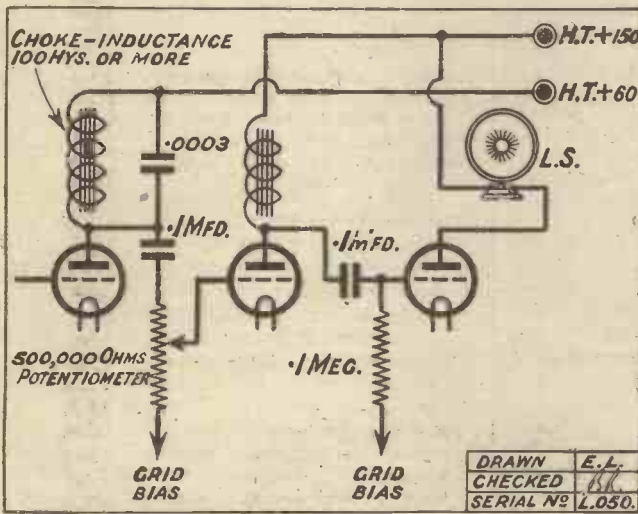 CHOKE-INDUCTANCE
100HYS. OR MORE
H.T.+150
H.T.+60
.0003
L.S.
.1MFD.
.1mFD.
500,000 OHMS
POTENTIOMETER
.1MEG.
GRID
BIAS
GRID
BIAS
DRAWN E.L.
CHECKED
SERIAL Nº L.050.